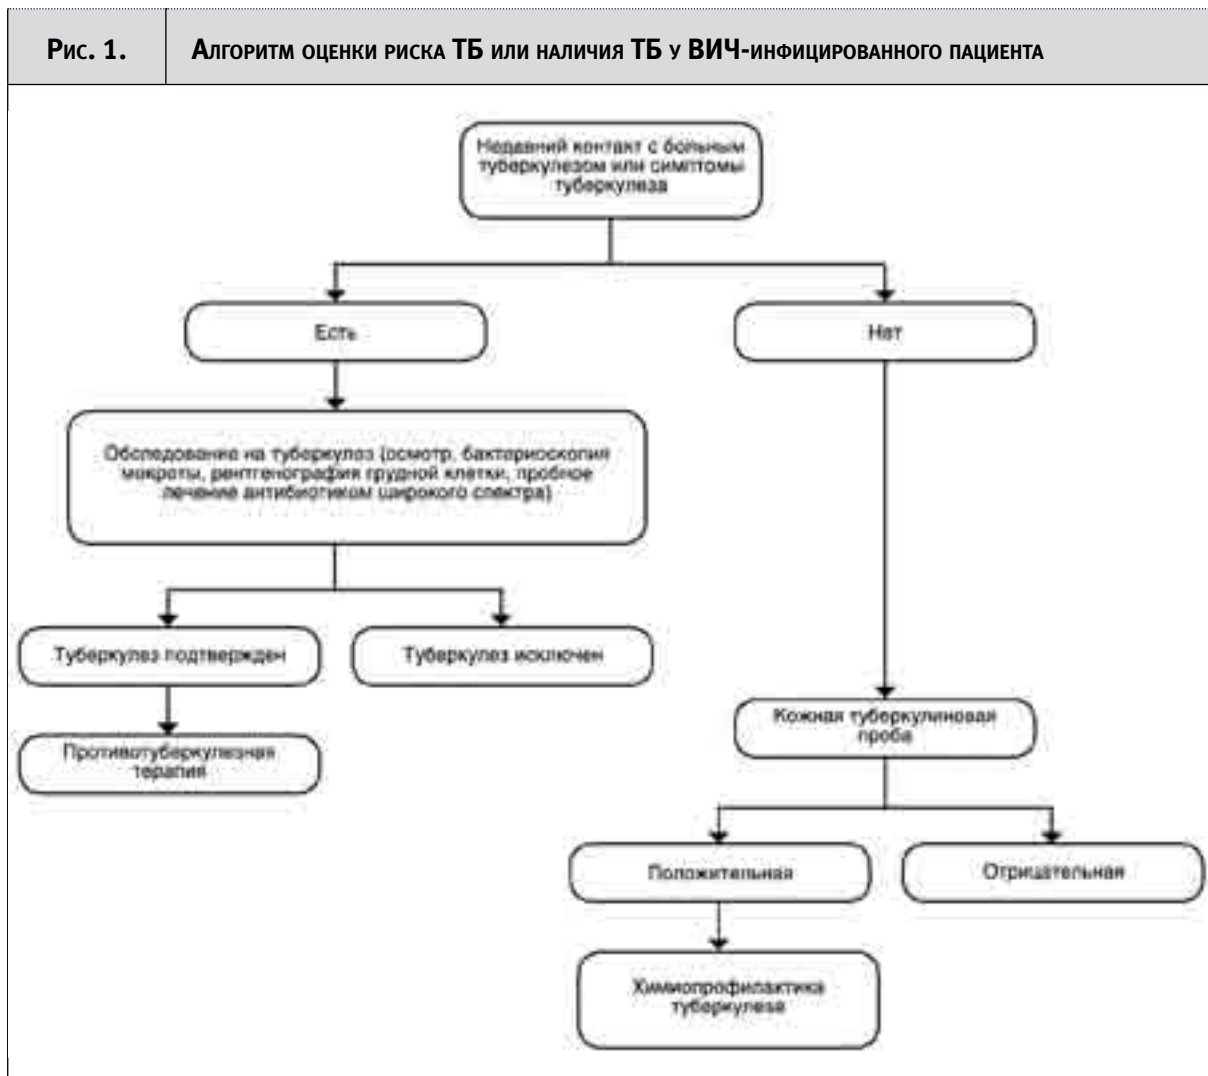 Рис. 1.
Алгоритм оценки риска ТБ или наличия ТБ у ВИЧ-инфицированного пациента
Недавний контакт с больным
туберкулезом или симптомы
туберкулеза
Есть
Нет
Обследование на туберкулез (осмотр, бактериоскопия
мокроты, рентгенография грудной клетки, пробное
лечение антибиотиком широкого спектра)
Туберкулез подтвержден
Туберкулез исключен
Противотуберкулезная
терапия
Кожная туберкулиновая
проба
Положительная
Отрицательная
Химиопрофилактика
туберкулеза